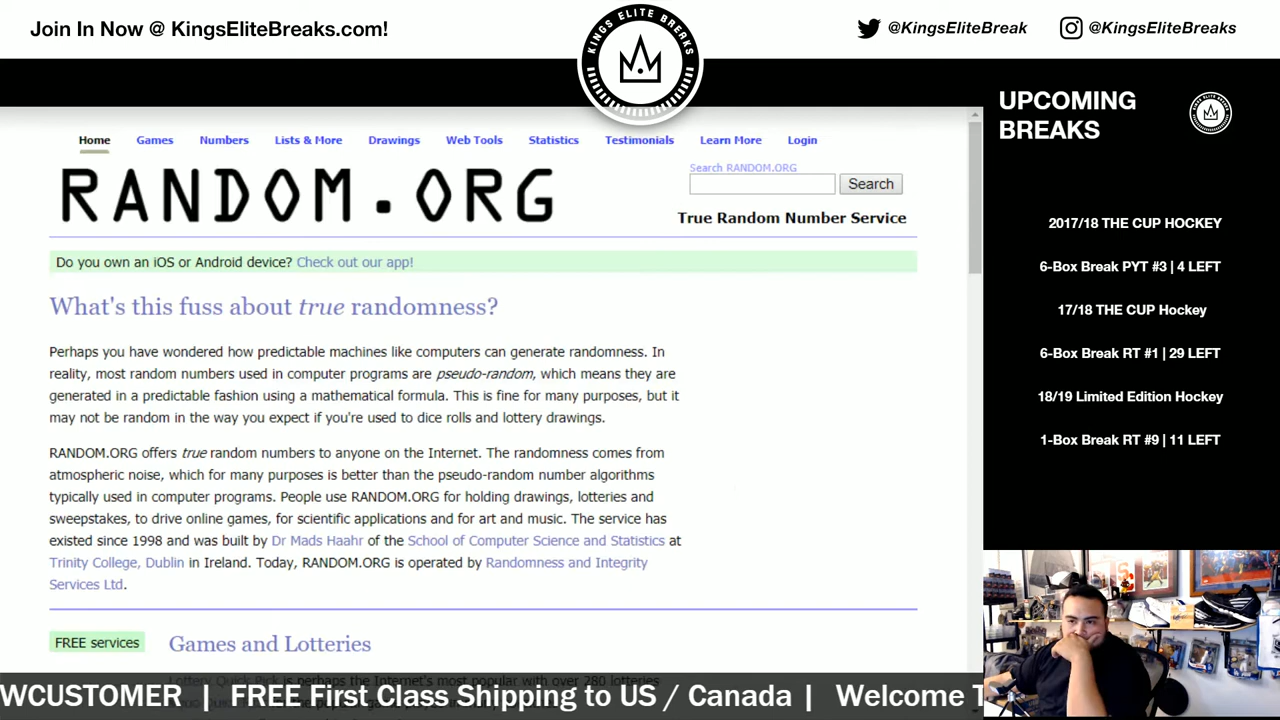 Join In Now @ KingsEliteBreaks.com!
KINGS ELITE BREAKS
@KingsEliteBreak
@KingsEliteBreaks
UPCOMING
BREAKS
2017/18 THE CUP HOCKEY
6-Box Break PYT #3 | 4 LEFT
17/18 THE CUP Hockey
6-Box Break RT #1 | 29 LEFT
18/19 Limited Edition Hockey
1-Box Break RT #9 | 11 LEFT
Home Games Numbers Lists & More Drawings Web Tools Statistics Testimonials Learn More Login
RANDOM.ORG
Search RANDOM.ORG
Search
True Random Number Service
Do you own an iOS or Android device? Check out our app!
What's this fuss about true randomness?
Perhaps you have wondered how predictable machines like computers can generate randomness. In
reality, most random numbers used in computer programs are pseudo-random, which means they are
generated in a predictable fashion using a mathematical formula. This is fine for many purposes, but it
may not be random in the way you expect if you're used to dice rolls and lottery drawings.
RANDOM.ORG offers true random numbers to anyone on the Internet. The randomness comes from
atmospheric noise, which for many purposes is better than the pseudo-random number algorithms
typically used in computer programs. People use RANDOM.ORG for holding drawings, lotteries and
sweepstakes, to drive online games, for scientific applications and for art and music. The service has
existed since 1998 and was built by Dr Mads Haahr of the School of Computer Science and Statistics at
Trinity College, Dublin in Ireland. Today, RANDOM.ORG is operated by Randomness and Integrity
Services Ltd.
FREE services
Games and Lotteries
Lottery Quick Pick is perhaps the Internet's most popular with over 280 lotteries
WCUSTOMER | FREE First Class Shipping to US / Canada | Welcome T